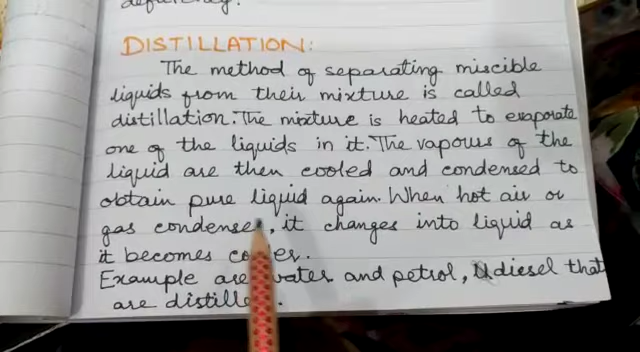 deficiency.
DISTILLATION:
The method of separating miscible
liquids from their mixture is called
distillation. The mixture is heated to evaporate
one of the liquids in it. The vapours of the
liquid are then cooled and condensed to
obtain pure liquid again. When hot air or
gas condenses, it changes into liquid as
it becomes cooler.
Example are water and petrol, diesel that
are distilled.